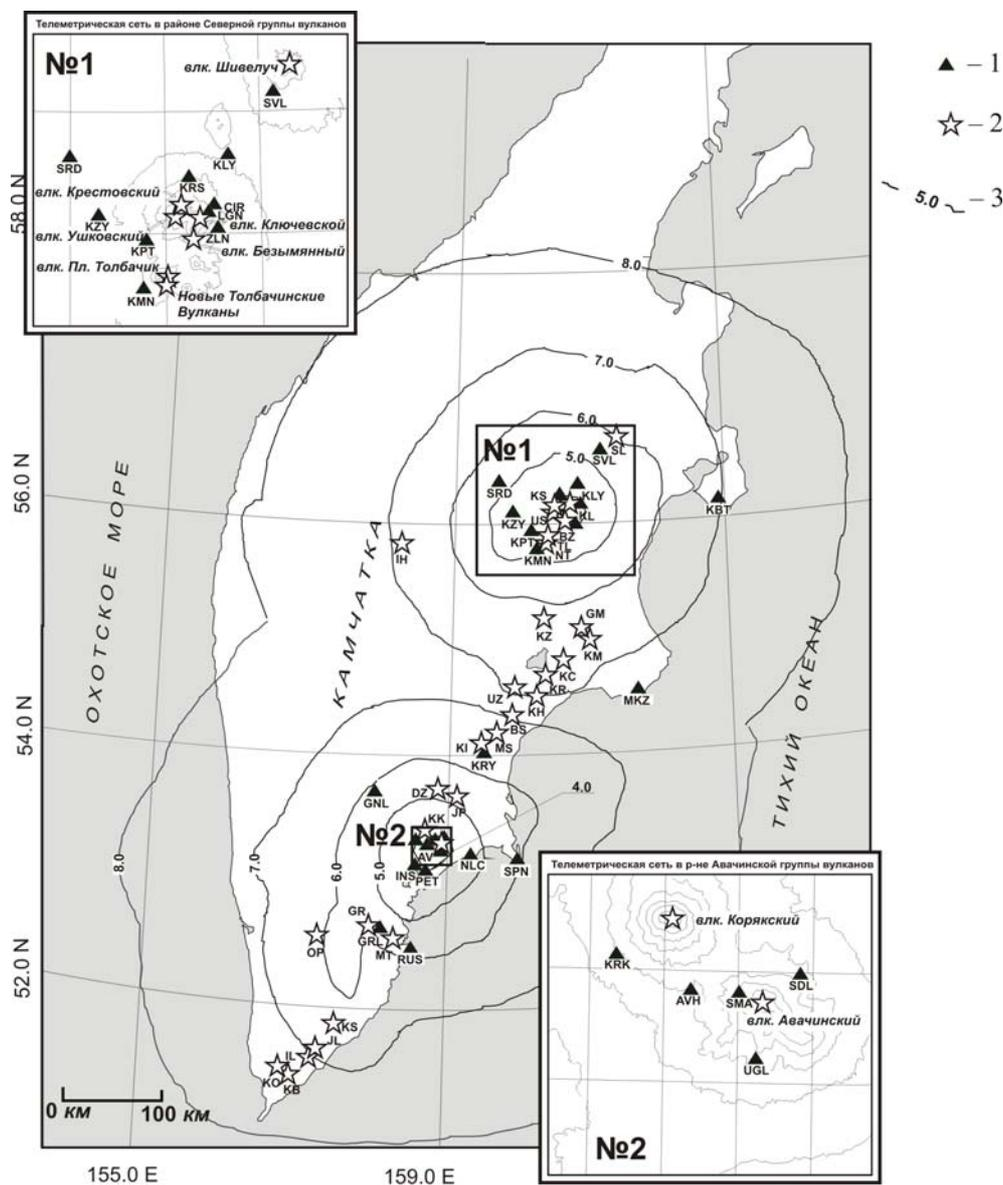 Телеметрическая сеть в районе Северной группы вулканов
№1
влк. Шивелуч
SVL
SRD
KLY
KRS
влк. Крестовский
CIR
LGN
KZY
влк. Ключевской
влк. Ушковский
ZLN
KPT
влк. Безымянный
влк. Пл. Толбачик
KMN
Новые Толбачинские
Вулканы
– 1
– 2
5.0
– 3
58.0 N
56.0 N
54.0 N
52.0 N
155.0 E
159.0 E
ОХОТСКОЕ МОРЕ
КАМЧАТКА
ТИХИЙ ОКЕАН
8.0
7.0
6.0
№1
SL
SVL
5.0
SRD
KS
KLY
KZY
US
KL
KPT
BZ
TL
KMN
NT
KBT
IH
KZ
GM
KM
KC
KR
UZ
KH
MKZ
BS
MS
KI
KRY
4.0
GNL
DZ
JP
KK
№2
AV
NLC
SPN
INS
PET
8.0
7.0
6.0
5.0
GR
GRL
OP
MT
RUS
KS
JL
IL
KO
KB
0 км
100 км
Телеметрическая сеть в р-не Авачинской группы вулканов
влк. Корякский
KRK
SDL
AVH
SMA
влк. Авачинский
UGL
№2